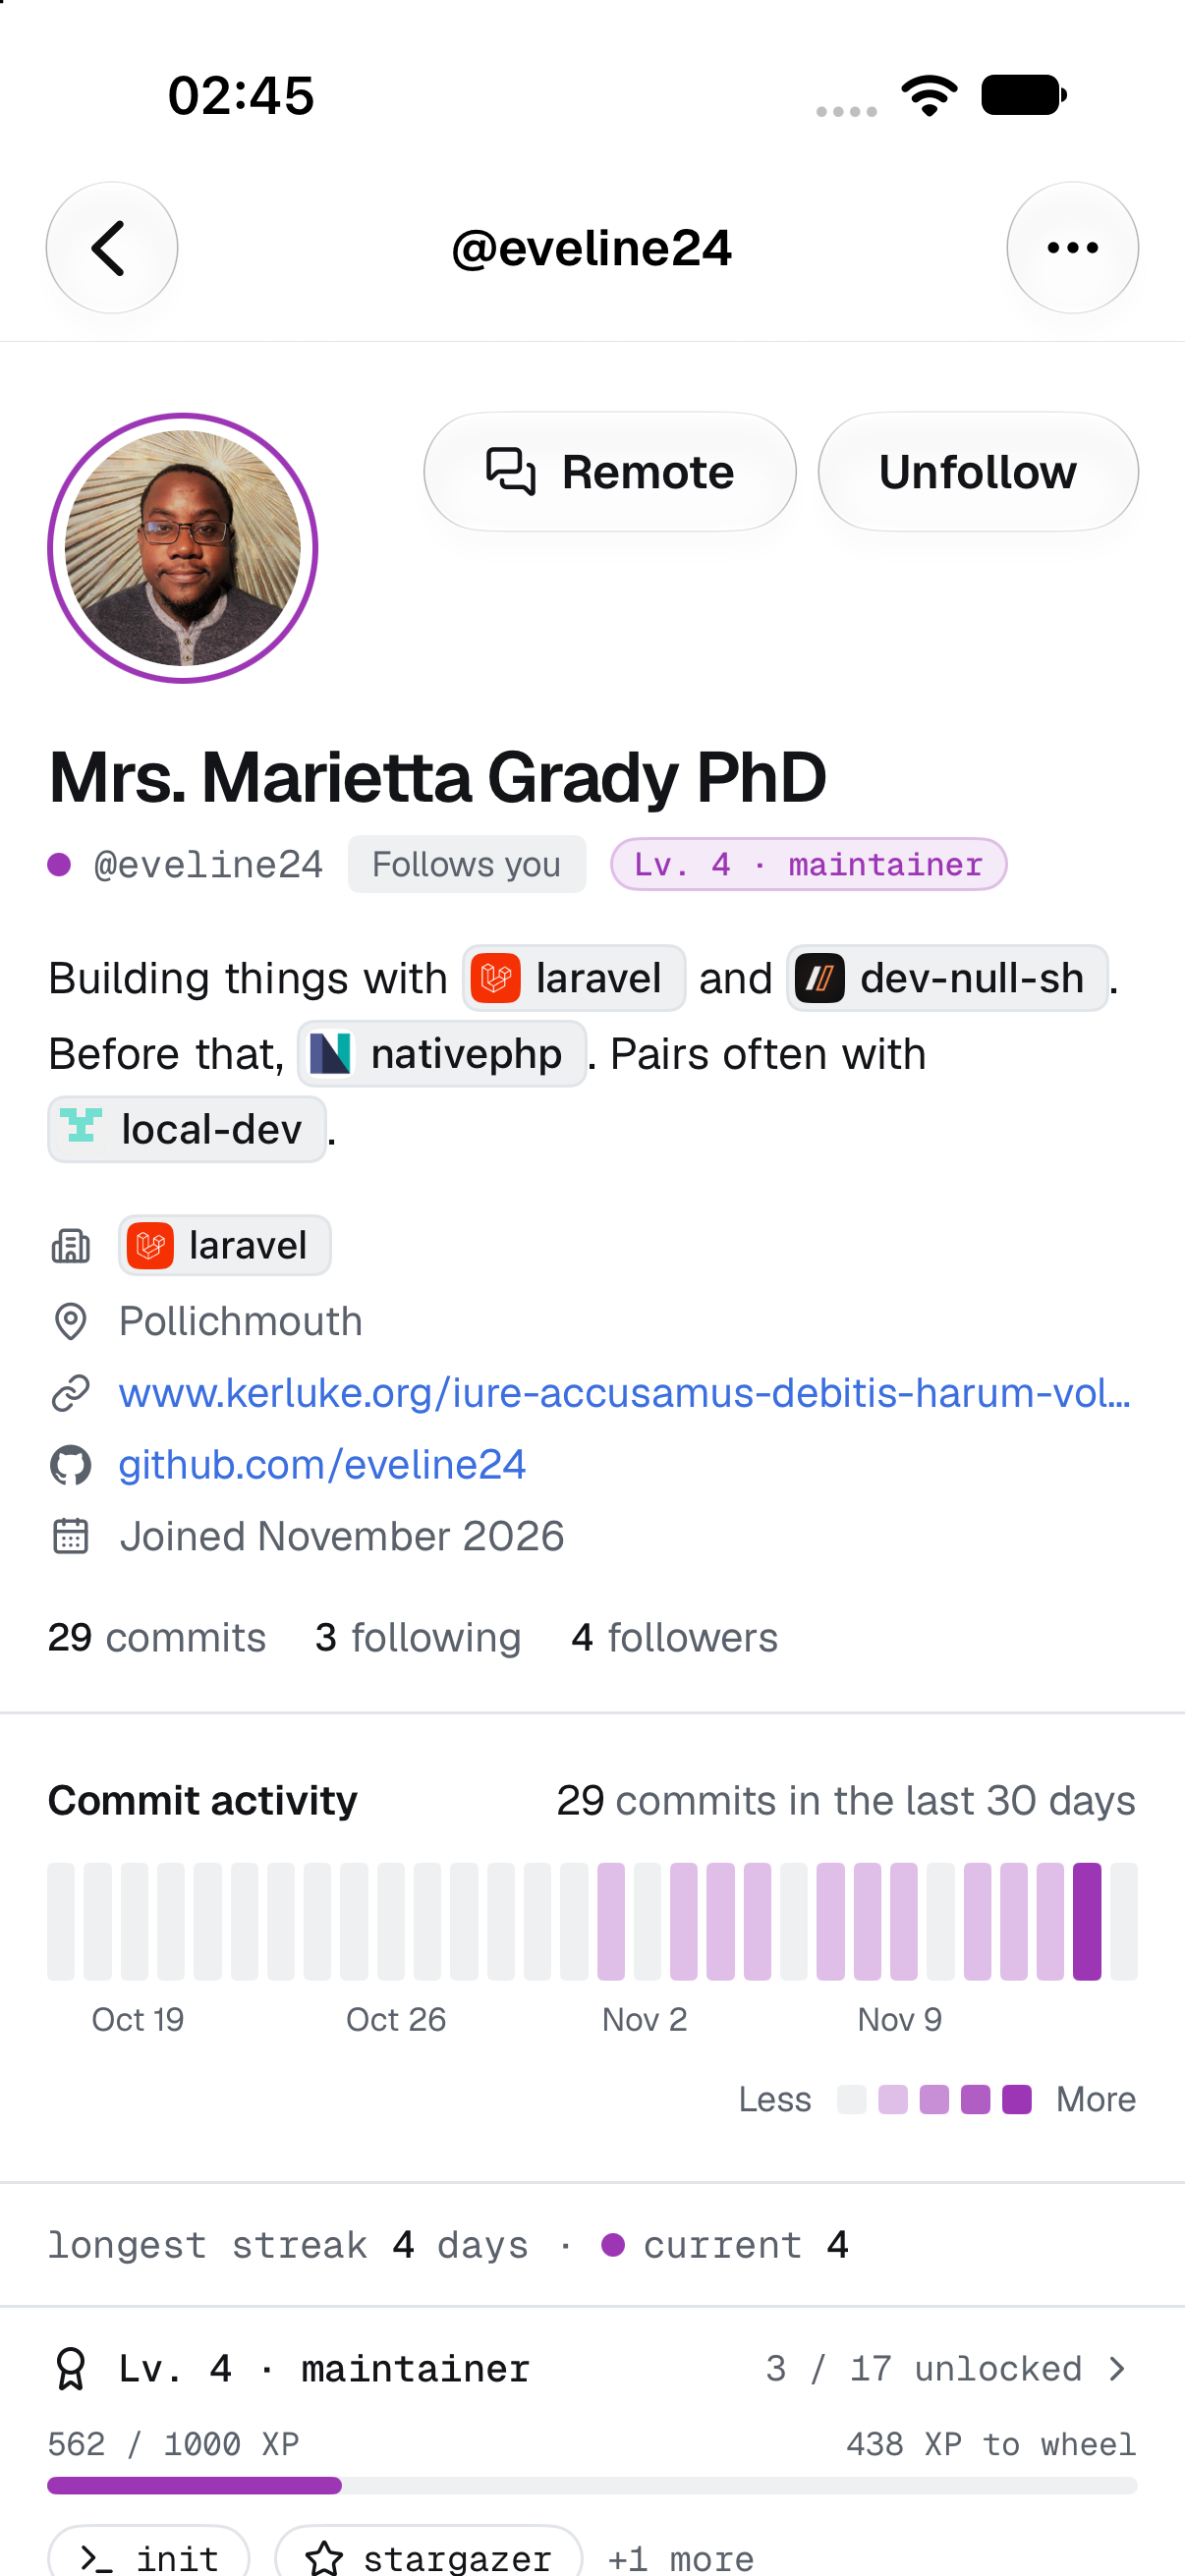 02:45
@eveline24
Remote
Unfollow
Mrs. Marietta Grady PhD
@eveline24 Follows you Lv. 4 · maintainer
Building things with laravel and dev-null-sh.
Before that, nativephp. Pairs often with
local-dev.
laravel
Pollichmouth
www.kerluke.org/iure-accusamus-debitis-harum-vol...
github.com/eveline24
Joined November 2026
29 commits 3 following 4 followers
Commit activity 29 commits in the last 30 days
Oct 19 Oct 26 Nov 2 Nov 9
Less More
longest streak 4 days · current 4
Lv. 4 · maintainer 3 / 17 unlocked
562 / 1000 XP 438 XP to wheel
init stargazer +1 more